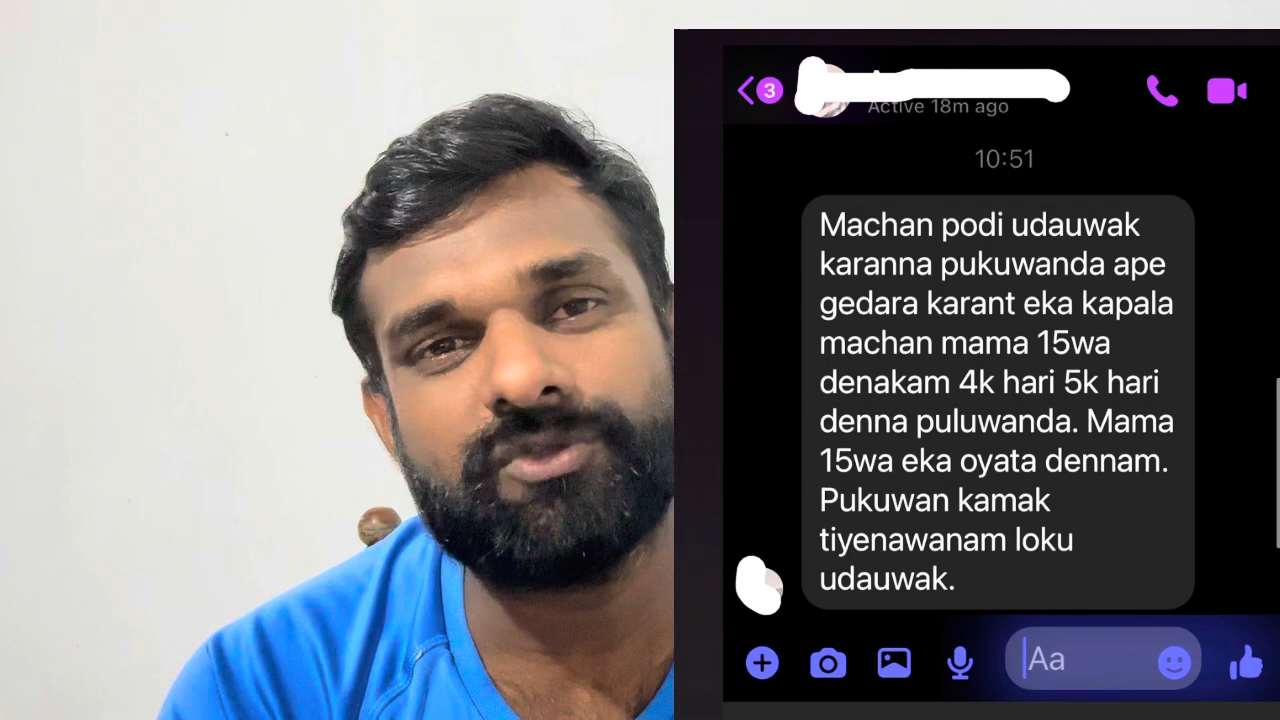 3
Active 18m ago
10:51
Machan podi udauwak
karanna pukuwanda ape
gedara karant eka kapala
machan mama 15wa
denakam 4k hari 5k hari
denna puluwanda. Mama
15wa eka oyata dennam.
Pukuwan kamak
tiyenawanam loku
udauwak.
Aa